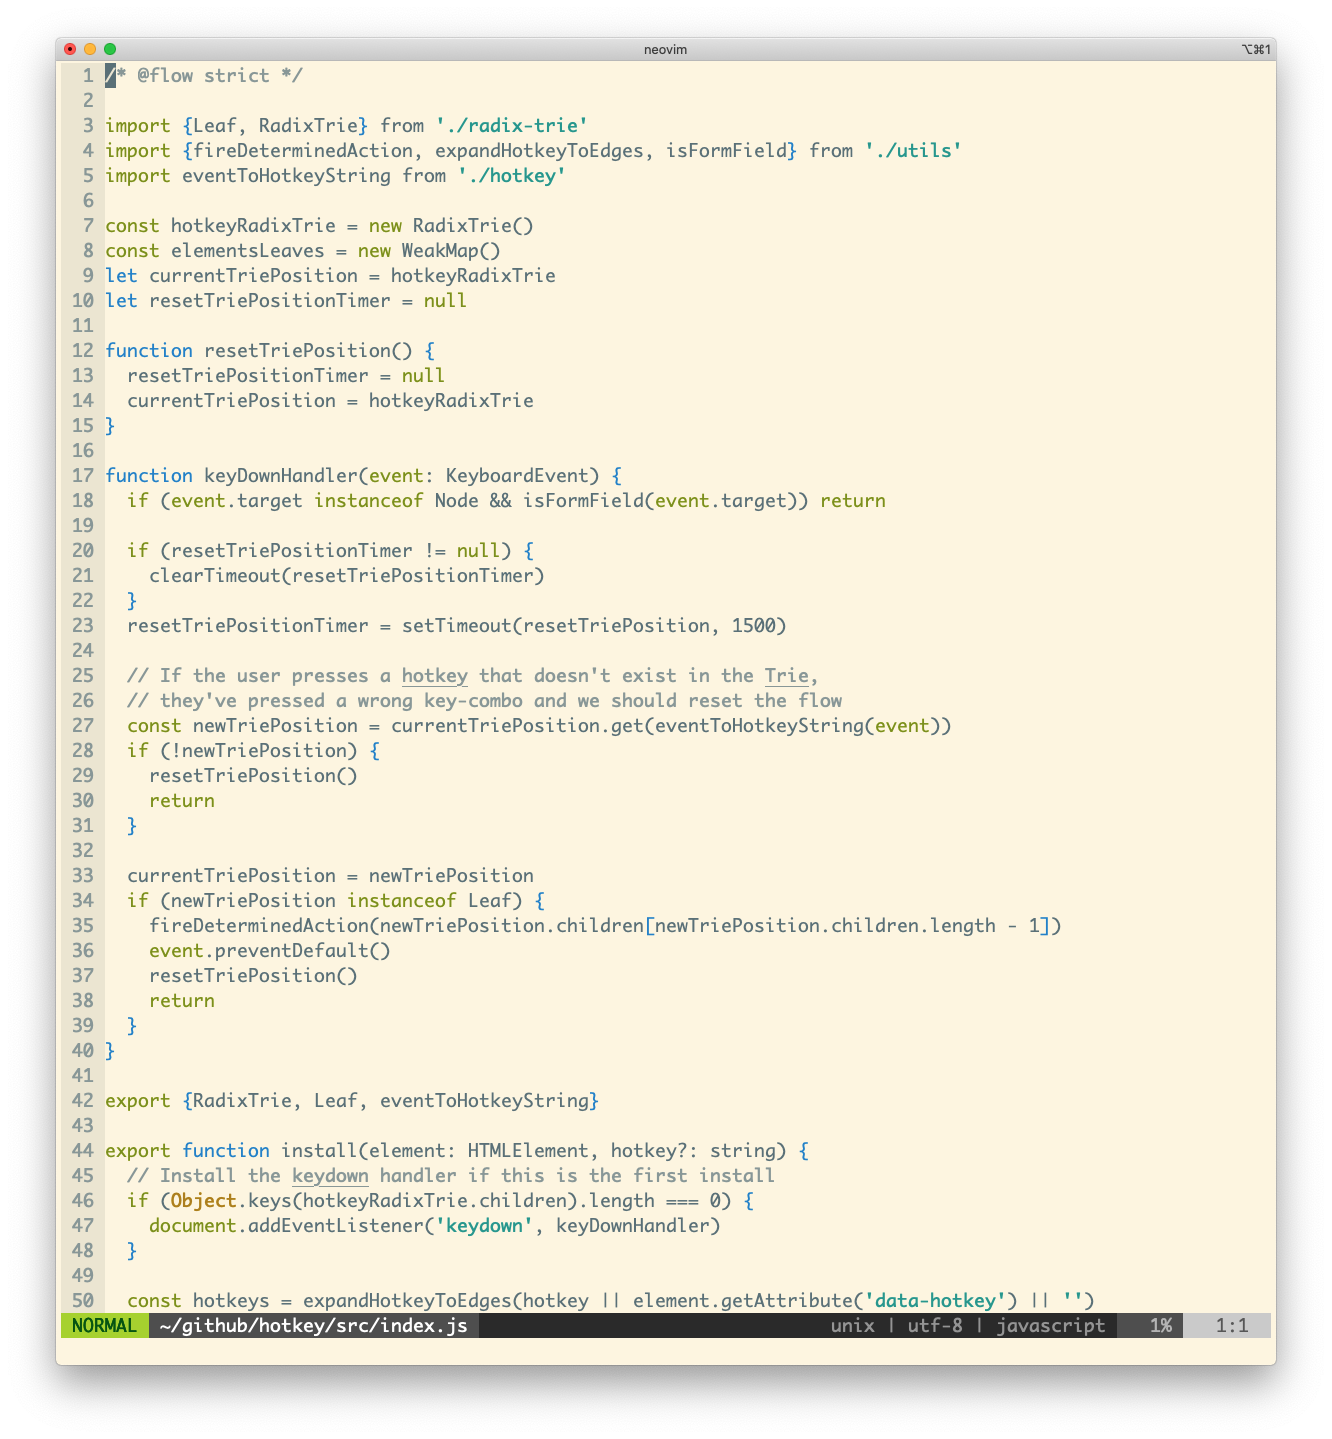 neovim ⌥⌘1
1 /* @flow strict */
2
3 import {Leaf, RadixTrie} from './radix-trie'
4 import {fireDeterminedAction, expandHotkeyToEdges, isFormField} from './utils'
5 import eventToHotkeyString from './hotkey'
6
7 const hotkeyRadixTrie = new RadixTrie()
8 const elementsLeaves = new WeakMap()
9 let currentTriePosition = hotkeyRadixTrie
10 let resetTriePositionTimer = null
11
12 function resetTriePosition() {
13   resetTriePositionTimer = null
14   currentTriePosition = hotkeyRadixTrie
15 }
16
17 function keyDownHandler(event: KeyboardEvent) {
18   if (event.target instanceof Node && isFormField(event.target)) return
19
20   if (resetTriePositionTimer != null) {
21     clearTimeout(resetTriePositionTimer)
22   }
23   resetTriePositionTimer = setTimeout(resetTriePosition, 1500)
24
25   // If the user presses a hotkey that doesn't exist in the Trie,
26   // they've pressed a wrong key-combo and we should reset the flow
27   const newTriePosition = currentTriePosition.get(eventToHotkeyString(event))
28   if (!newTriePosition) {
29     resetTriePosition()
30     return
31   }
32
33   currentTriePosition = newTriePosition
34   if (newTriePosition instanceof Leaf) {
35     fireDeterminedAction(newTriePosition.children[newTriePosition.children.length - 1])
36     event.preventDefault()
37     resetTriePosition()
38     return
39   }
40 }
41
42 export {RadixTrie, Leaf, eventToHotkeyString}
43
44 export function install(element: HTMLElement, hotkey?: string) {
45   // Install the keydown handler if this is the first install
46   if (Object.keys(hotkeyRadixTrie.children).length === 0) {
47     document.addEventListener('keydown', keyDownHandler)
48   }
49
50   const hotkeys = expandHotkeyToEdges(hotkey || element.getAttribute('data-hotkey') || '')
NORMAL ~/github/hotkey/src/index.js unix | utf-8 | javascript 1% 1:1